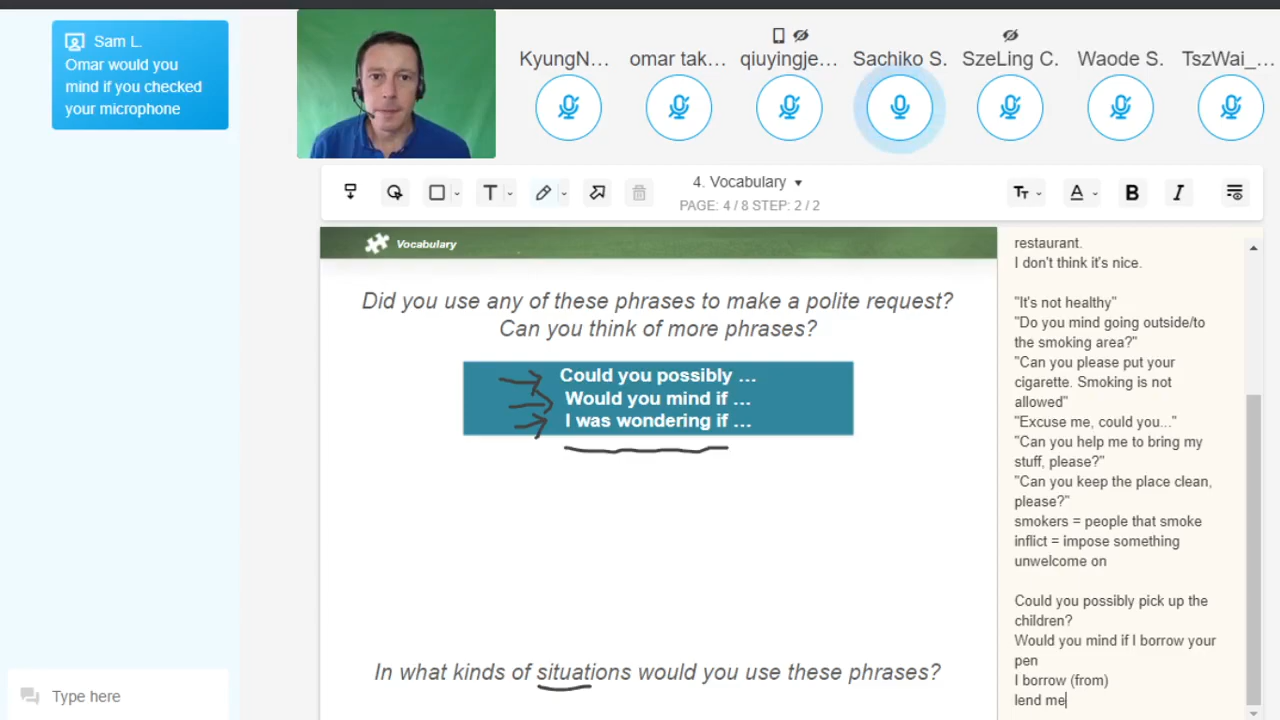 Sam L.
Omar would you
mind if you checked
your microphone
KyungN…
omar tak…
qiuyingje…
Sachiko S.
SzeLing C.
Waode S.
TszWai_…
4. Vocabulary
PAGE: 4 / 8 STEP: 2 / 2
Vocabulary
Did you use any of these phrases to make a polite request?
Can you think of more phrases?
Could you possibly …
Would you mind if …
I was wondering if …
In what kinds of situations would you use these phrases?
restaurant.
I don't think it's nice.
"It's not healthy"
"Do you mind going outside/to
the smoking area?"
"Can you please put your
cigarette. Smoking is not
allowed"
"Excuse me, could you..."
"Can you help me to bring my
stuff, please?"
"Can you keep the place clean,
please?"
smokers = people that smoke
inflict = impose something
unwelcome on
Could you possibly pick up the
children?
Would you mind if I borrow your
pen
I borrow (from)
lend me
Type here